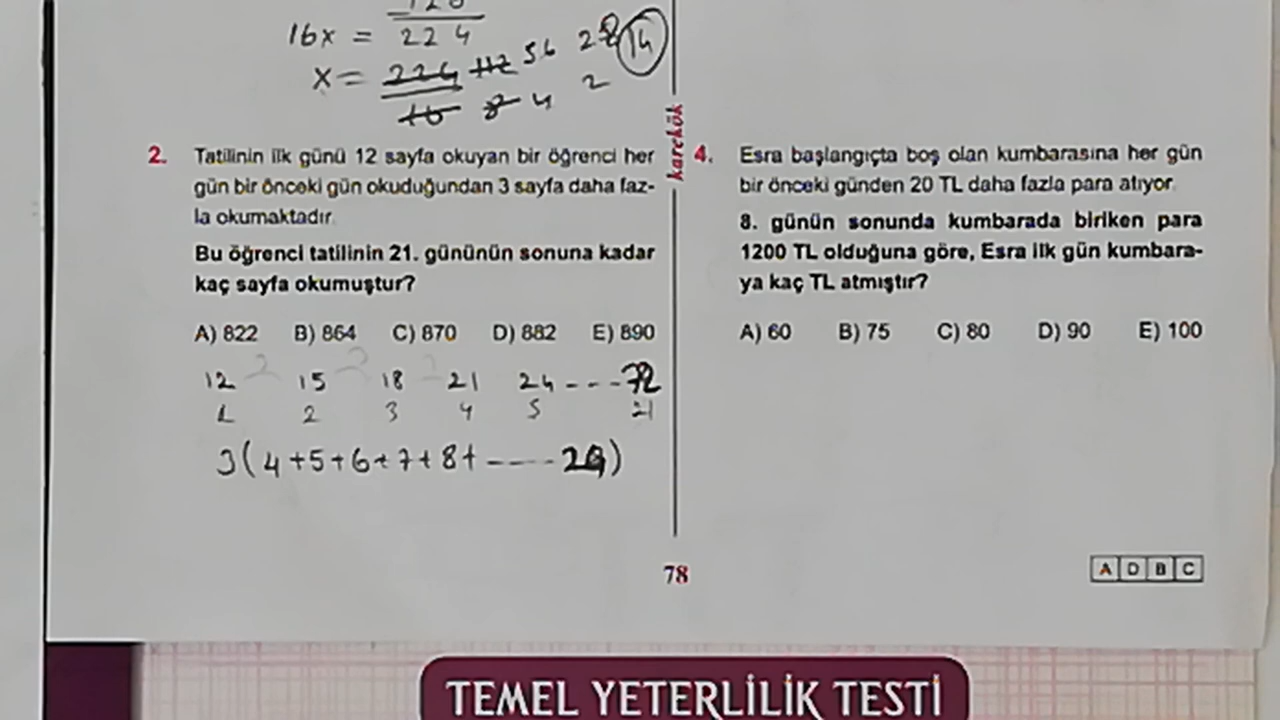 16x = 224
x = 224 112 56 28 14
16 8 4 2
2. Tatilinin ilk günü 12 sayfa okuyan bir öğrenci her
gün bir önceki gün okuduğundan 3 sayfa daha faz-
la okumaktadır.
Bu öğrenci tatilinin 21. gününün sonuna kadar
kaç sayfa okumuştur?
A) 822 B) 864 C) 870 D) 882 E) 890
12 15 18 21 24 ---- 72
1 2 3 4 5 21
3(4+5+6+7+8+ ---- 24)
karekök
4. Esra başlangıçta boş olan kumbarasına her gün
bir önceki günden 20 TL daha fazla para atıyor.
8. günün sonunda kumbarada biriken para
1200 TL olduğuna göre, Esra ilk gün kumbara-
ya kaç TL atmıştır?
A) 60 B) 75 C) 80 D) 90 E) 100
78
A D B C
TEMEL YETERLİLİK TESTİ